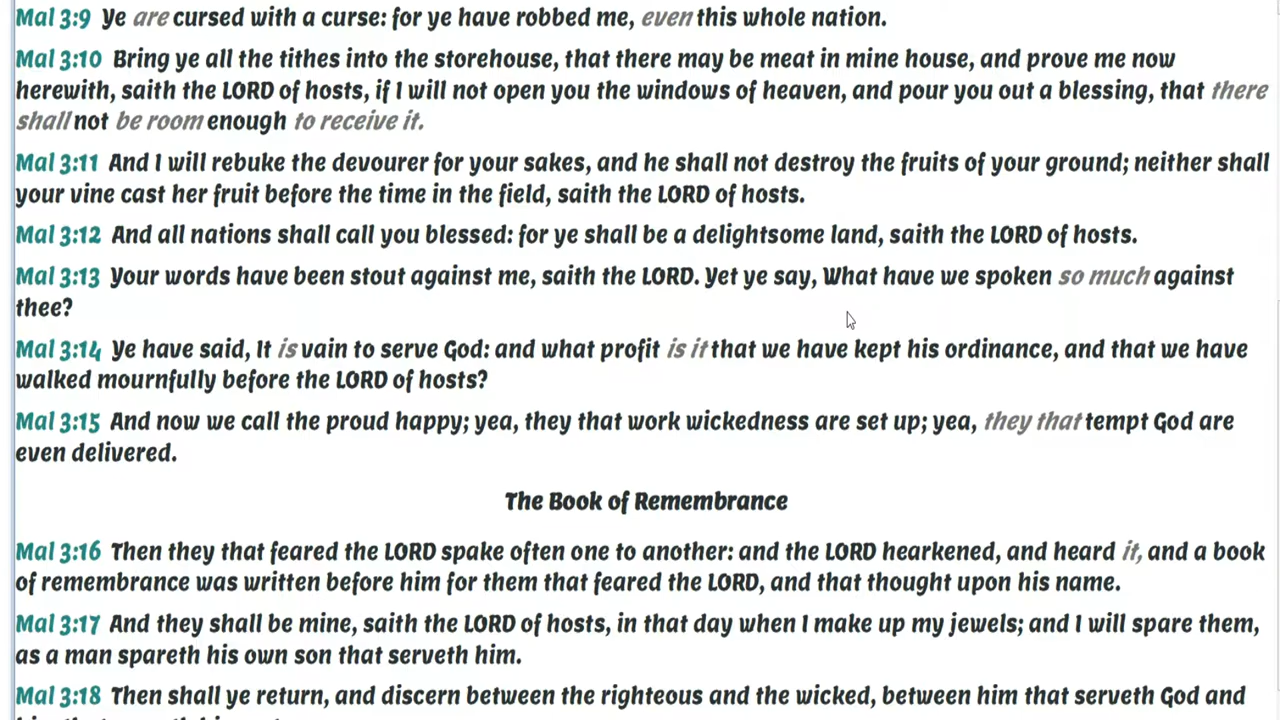 Mal 3:9 Ye are cursed with a curse: for ye have robbed me, even this whole nation.
Mal 3:10 Bring ye all the tithes into the storehouse, that there may be meat in mine house, and prove me now
herewith, saith the LORD of hosts, if I will not open you the windows of heaven, and pour you out a blessing, that there
shall not be room enough to receive it.
Mal 3:11 And I will rebuke the devourer for your sakes, and he shall not destroy the fruits of your ground; neither shall
your vine cast her fruit before the time in the field, saith the LORD of hosts.
Mal 3:12 And all nations shall call you blessed: for ye shall be a delightsome land, saith the LORD of hosts.
Mal 3:13 Your words have been stout against me, saith the LORD. Yet ye say, What have we spoken so much against
thee?
Mal 3:14 Ye have said, It is vain to serve God: and what profit is it that we have kept his ordinance, and that we have
walked mournfully before the LORD of hosts?
Mal 3:15 And now we call the proud happy; yea, they that work wickedness are set up; yea, they that tempt God are
even delivered.
The Book of Remembrance
Mal 3:16 Then they that feared the LORD spake often one to another: and the LORD hearkened, and heard it, and a book
of remembrance was written before him for them that feared the LORD, and that thought upon his name.
Mal 3:17 And they shall be mine, saith the LORD of hosts, in that day when I make up my jewels; and I will spare them,
as a man spareth his own son that serveth him.
Mal 3:18 Then shall ye return, and discern between the righteous and the wicked, between him that serveth God and